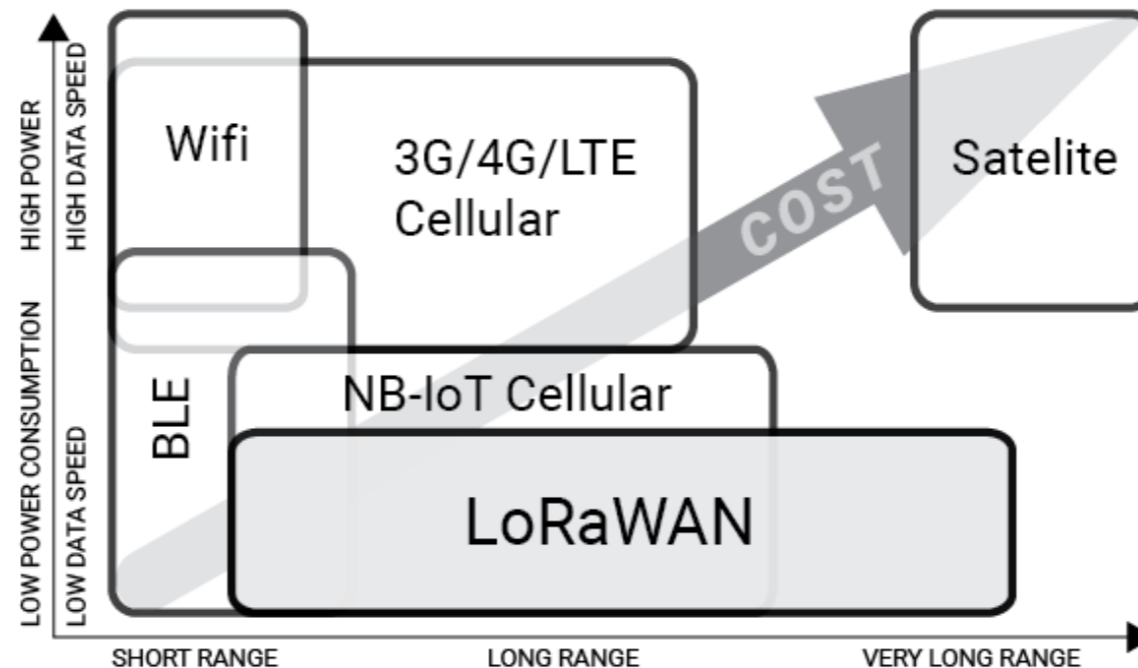 HIGH POWER
HIGH DATA SPEED
LOW POWER CONSUMPTION
LOW DATA SPEED
Wifi
3G/4G/LTE
Cellular
COST
Satelite
BLE
NB-IoT Cellular
LoRaWAN
SHORT RANGE
LONG RANGE
VERY LONG RANGE